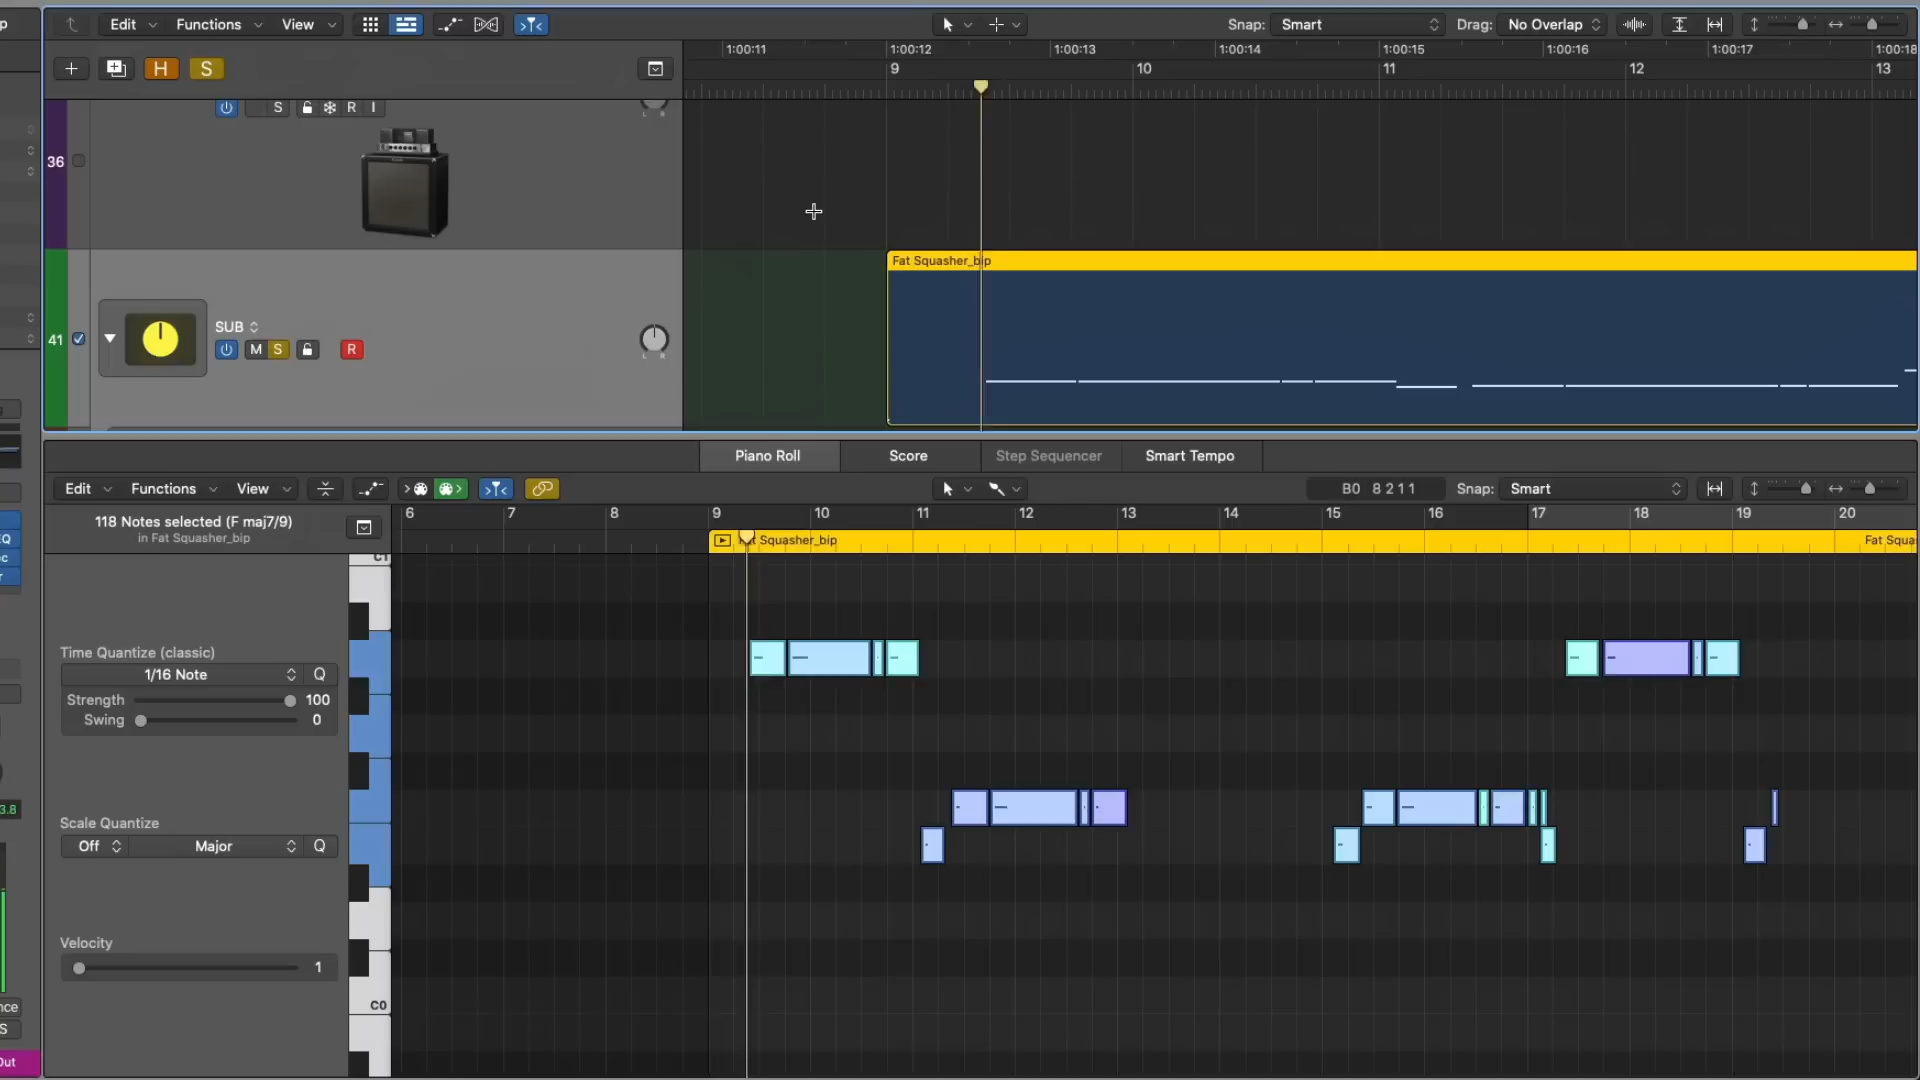 Edit Functions View Snap: Smart Drag: No Overlap
1:00:11 1:00:12 1:00:13 1:00:14 1:00:15 1:00:16 1:00:17 1:00:18
9 10 11 12 13
H S
S R I
L R
36
Fat Squasher_bip
41 SUB
M S R
L R
Piano Roll Score Step Sequencer Smart Tempo
Edit Functions View B0 8 2 1 1 Snap: Smart
118 Notes selected (F maj7/9)
in Fat Squasher_bip
6 7 8 9 10 11 12 13 14 15 16 17 18 19 20
Squasher_bip Fat Squa
C1
Time Quantize (classic)
1/16 Note Q
Strength 100
Swing 0
Scale Quantize
Off Major Q
Velocity
1
C0
3.8
EQ
nce
S
Out